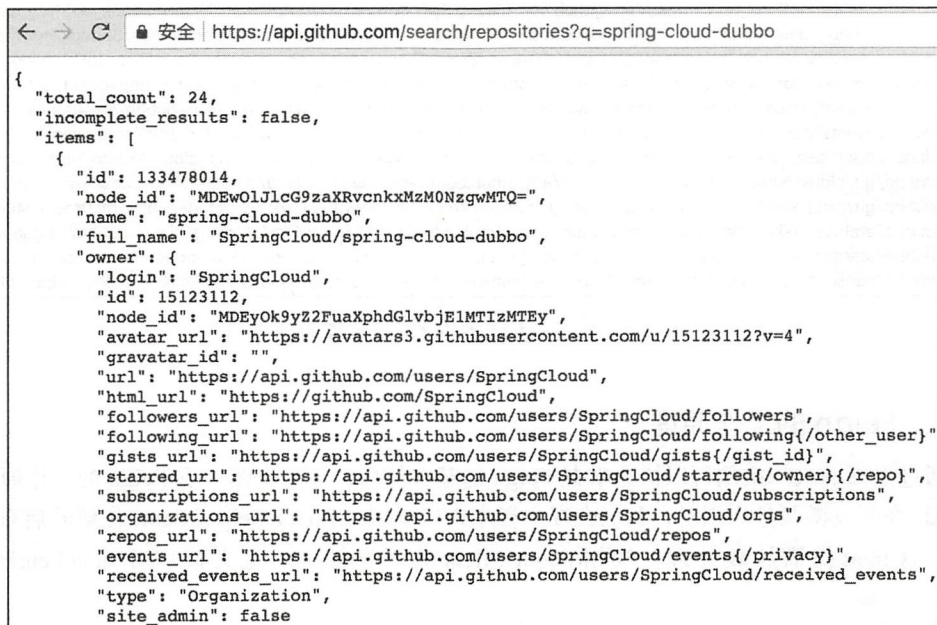 安全 https://api.github.com/search/repositories?q=spring-cloud-dubbo
{
"total_count": 24,
"incomplete_results": false,
"items": [
{
"id": 133478014,
"node_id": "MDEwOlJlcG9zaXRvcnkxMzM0NzgwMTQ=",
"name": "spring-cloud-dubbo",
"full_name": "SpringCloud/spring-cloud-dubbo",
"owner": {
"login": "SpringCloud",
"id": 15123112,
"node_id": "MDEyOk9yZ2FuaXphdGlvbjE1MTIzMTEy",
"avatar_url": "https://avatars3.githubusercontent.com/u/15123112?v=4",
"gravatar_id": "",
"url": "https://api.github.com/users/SpringCloud",
"html_url": "https://github.com/SpringCloud",
"followers_url": "https://api.github.com/users/SpringCloud/followers",
"following_url": "https://api.github.com/users/SpringCloud/following{/other_user}"
"gists_url": "https://api.github.com/users/SpringCloud/gists{/gist_id}",
"starred_url": "https://api.github.com/users/SpringCloud/starred{/owner}{/repo}",
"subscriptions_url": "https://api.github.com/users/SpringCloud/subscriptions",
"organizations_url": "https://api.github.com/users/SpringCloud/orgs",
"repos_url": "https://api.github.com/users/SpringCloud/repos",
"events_url": "https://api.github.com/users/SpringCloud/events{/privacy}",
"received_events_url": "https://api.github.com/users/SpringCloud/received_events",
"type": "Organization",
"site_admin": false